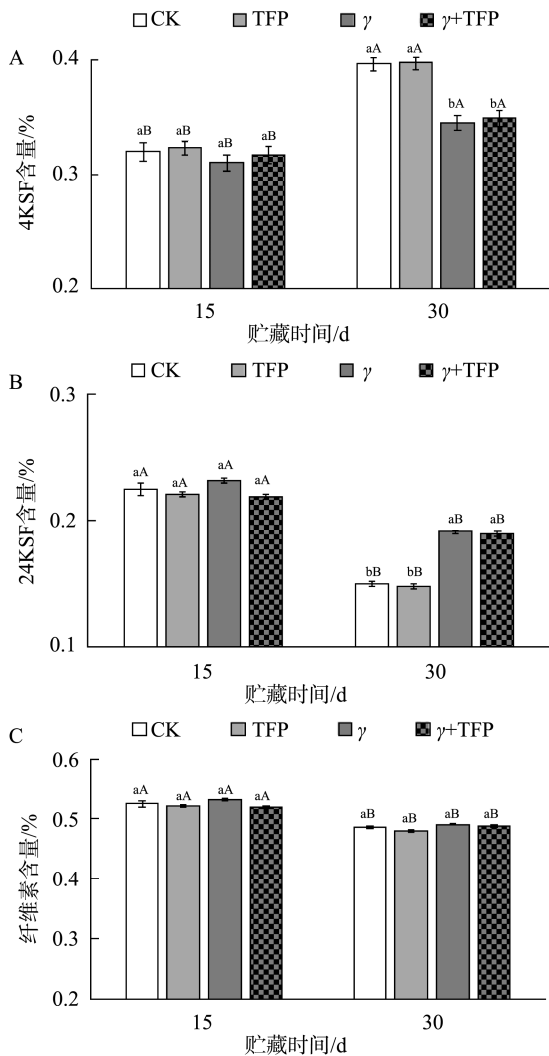 CK TFP γ γ+TFP
A
4KSF含量/%
0.4
0.3
0.2
aB aB aB aB
aA aA bA bA
15 30
贮藏时间/d
CK TFP γ γ+TFP
B
24KSF含量/%
0.3
0.2
0.1
aA aA aA aA
bB bB aB aB
15 30
贮藏时间/d
CK TFP γ γ+TFP
C
纤维素含量/%
0.6
0.5
0.4
0.3
0.2
aA aA aA aA
aB aB aB aB
15 30
贮藏时间/d